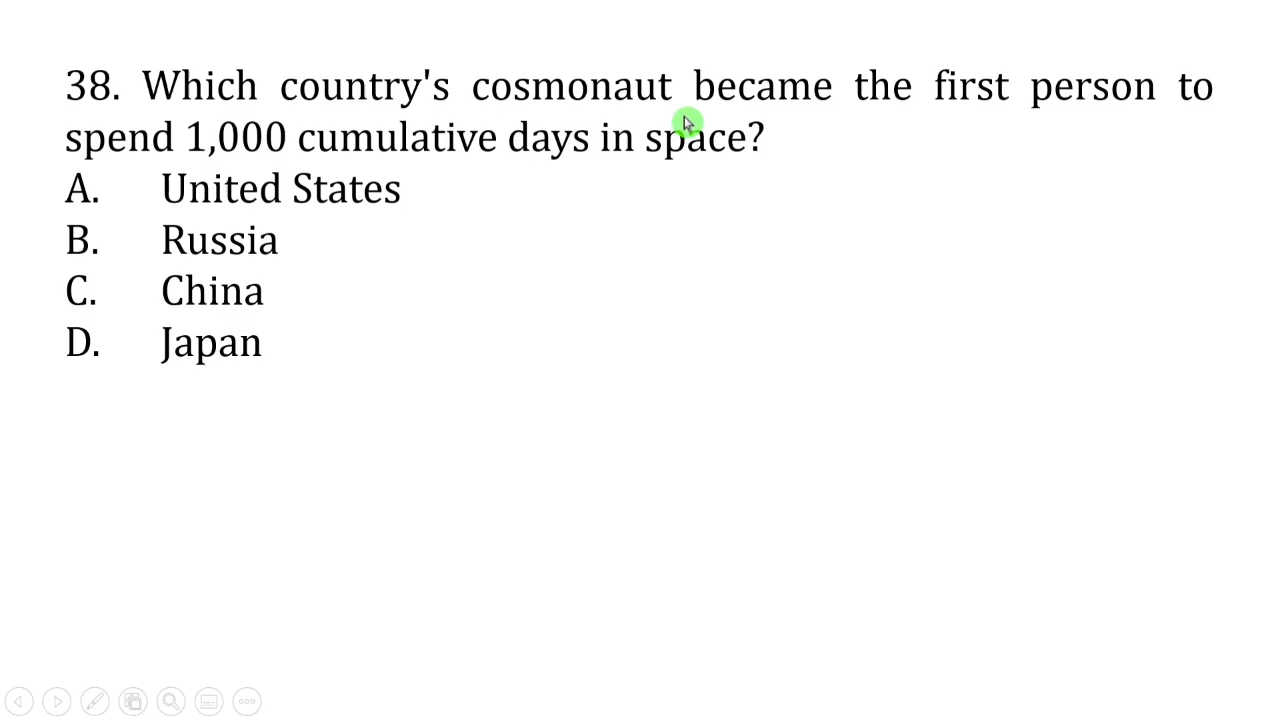 38. Which country's cosmonaut became the first person to
spend 1,000 cumulative days in space?
A. United States
B. Russia
C. China
D. Japan